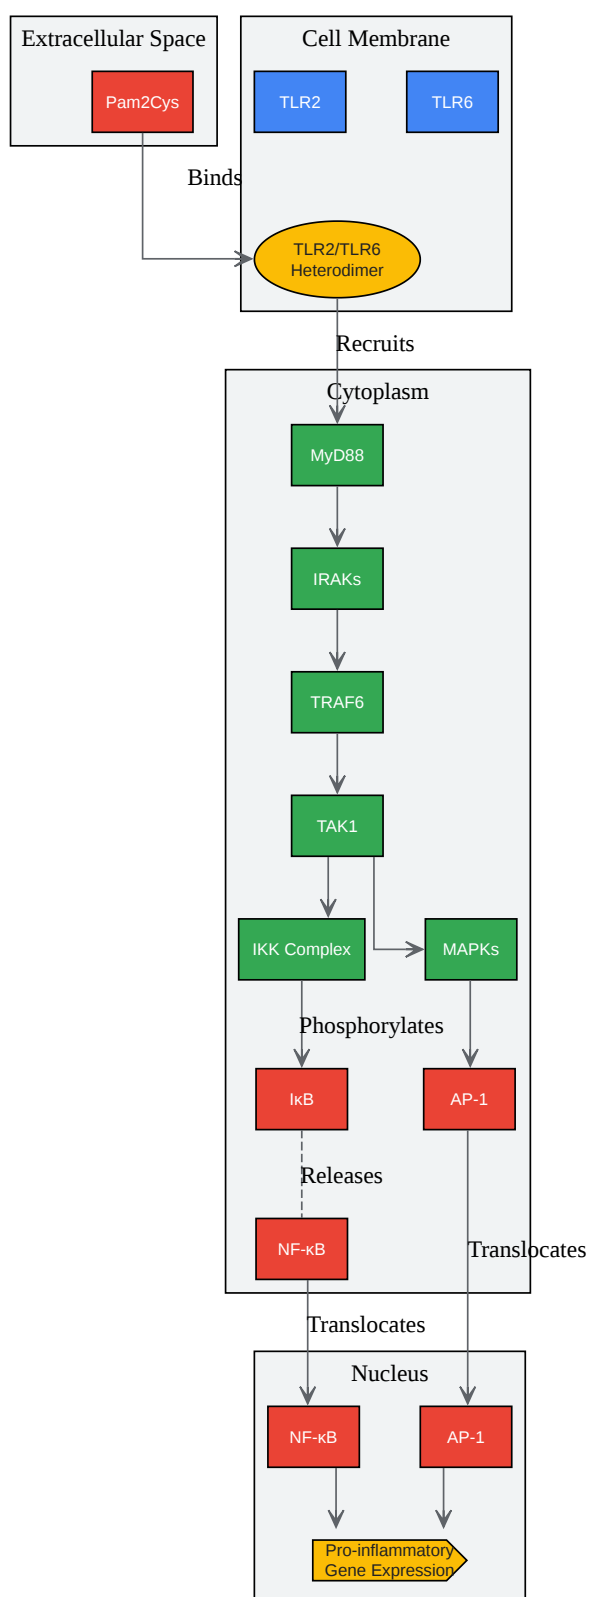 Extracellular Space
Cell Membrane
Pam2Cys
TLR2
TLR6
Binds
TLR2/TLR6
Heterodimer
Recruits
Cytoplasm
MyD88
IRAKs
TRAF6
TAK1
IKK Complex
MAPKs
Phosphorylates
IκB
AP-1
Releases
NF-κB
Translocates
Translocates
Nucleus
NF-κB
AP-1
Pro-inflammatory
Gene Expression